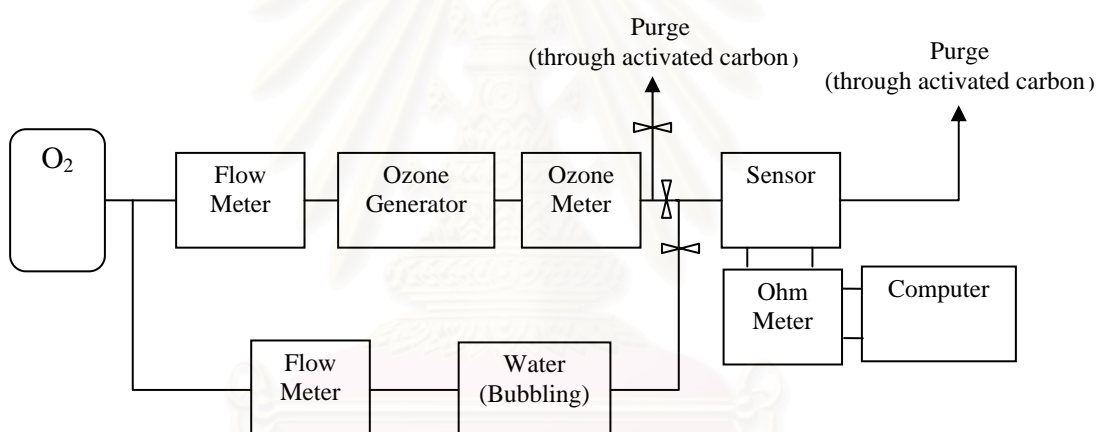 Purge
(through activated carbon)
Purge
(through activated carbon)
O₂
Flow
Meter
Ozone
Generator
Ozone
Meter
Sensor
Ohm
Meter
Computer
Flow
Meter
Water
(Bubbling)